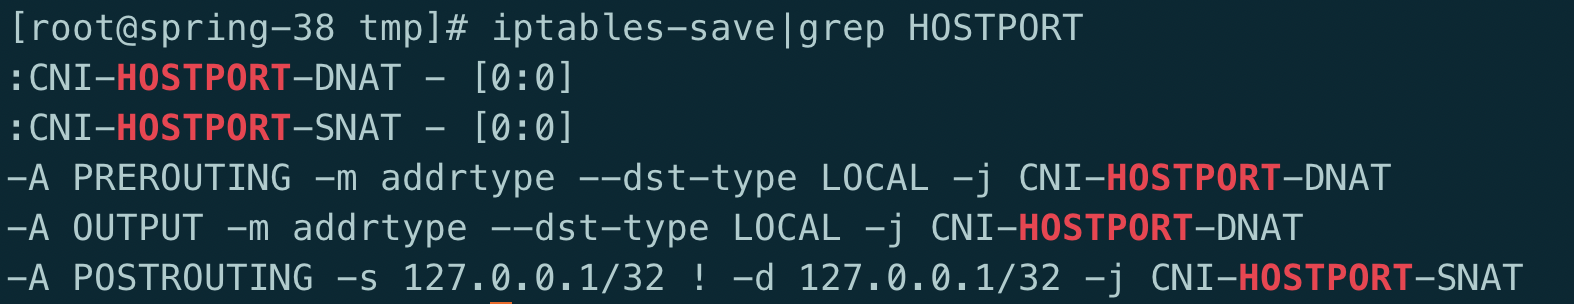 [root@spring-38 tmp]# iptables-save|grep HOSTPORT
:CNI-HOSTPORT-DNAT - [0:0]
:CNI-HOSTPORT-SNAT - [0:0]
-A PREROUTING -m addrtype --dst-type LOCAL -j CNI-HOSTPORT-DNAT
-A OUTPUT -m addrtype --dst-type LOCAL -j CNI-HOSTPORT-DNAT
-A POSTROUTING -s 127.0.0.1/32 ! -d 127.0.0.1/32 -j CNI-HOSTPORT-SNAT